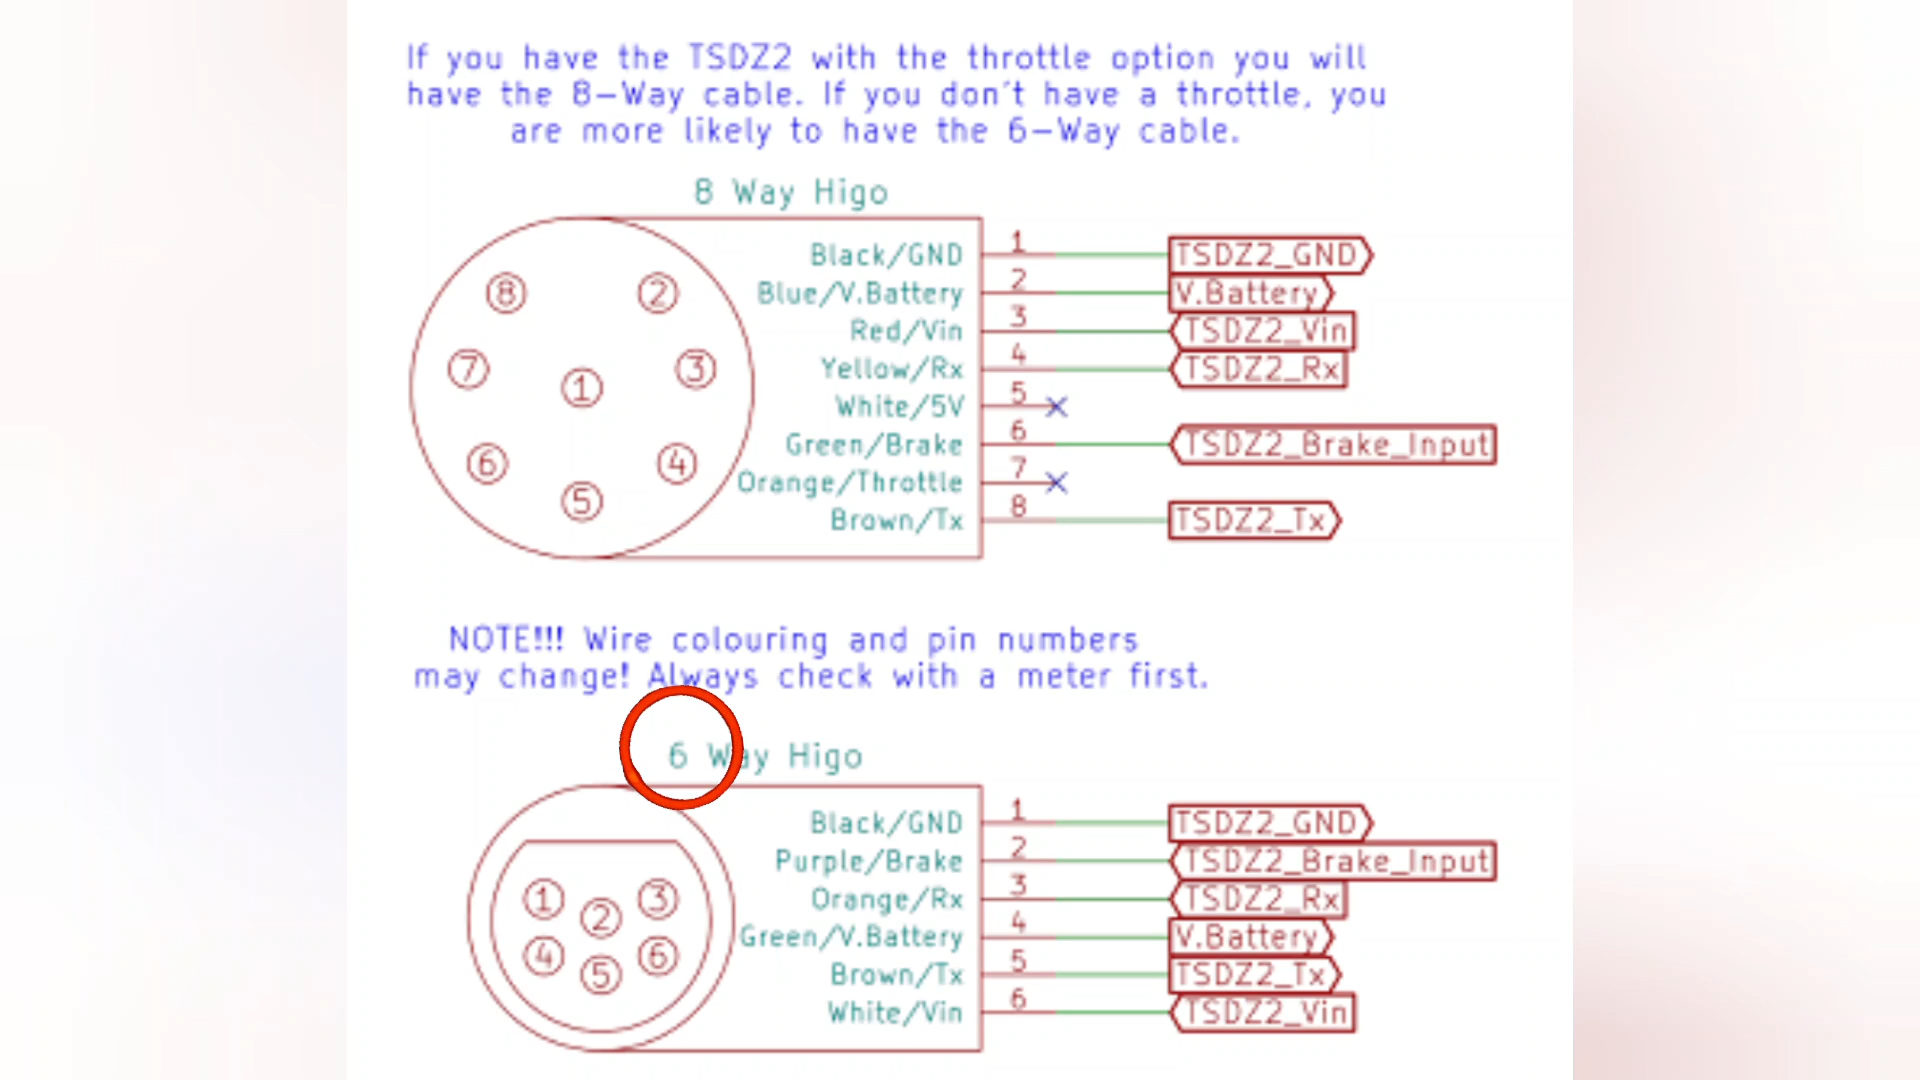 If you have the TSDZ2 with the throttle option you will
have the 8-Way cable. If you don't have a throttle, you
are more likely to have the 6-Way cable.
8 Way Higo
Black/GND 1 TSDZ2_GND
8 2 Blue/V.Battery 2 V.Battery
Red/Vin 3 TSDZ2_Vin
7 3 Yellow/Rx 4 TSDZ2_Rx
1
White/5V 5
Green/Brake 6 TSDZ2_Brake_Input
6 4
Orange/Throttle 7
5
Brown/Tx 8 TSDZ2_Tx
NOTE!!! Wire colouring and pin numbers
may change! Always check with a meter first.
6 Way Higo
Black/GND 1 TSDZ2_GND
Purple/Brake 2 TSDZ2_Brake_Input
1 3 Orange/Rx 3 TSDZ2_Rx
2
Green/V.Battery 4 V.Battery
4 6
5 Brown/Tx 5 TSDZ2_Tx
White/Vin 6 TSDZ2_Vin